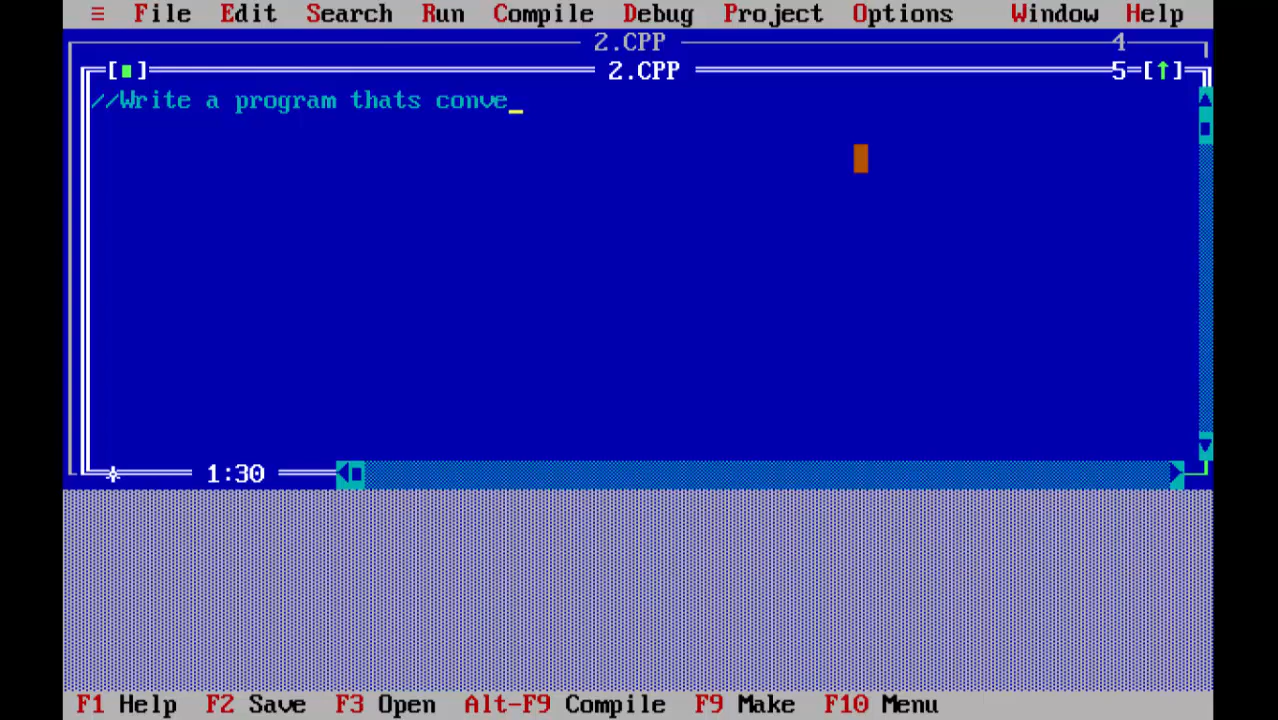 ≡ File Edit Search Run Compile Debug Project Options Window Help
2.CPP 4
[■] 2.CPP 5=[↑]
//Write a program thats conve_
1:30
F1 Help F2 Save F3 Open Alt-F9 Compile F9 Make F10 Menu